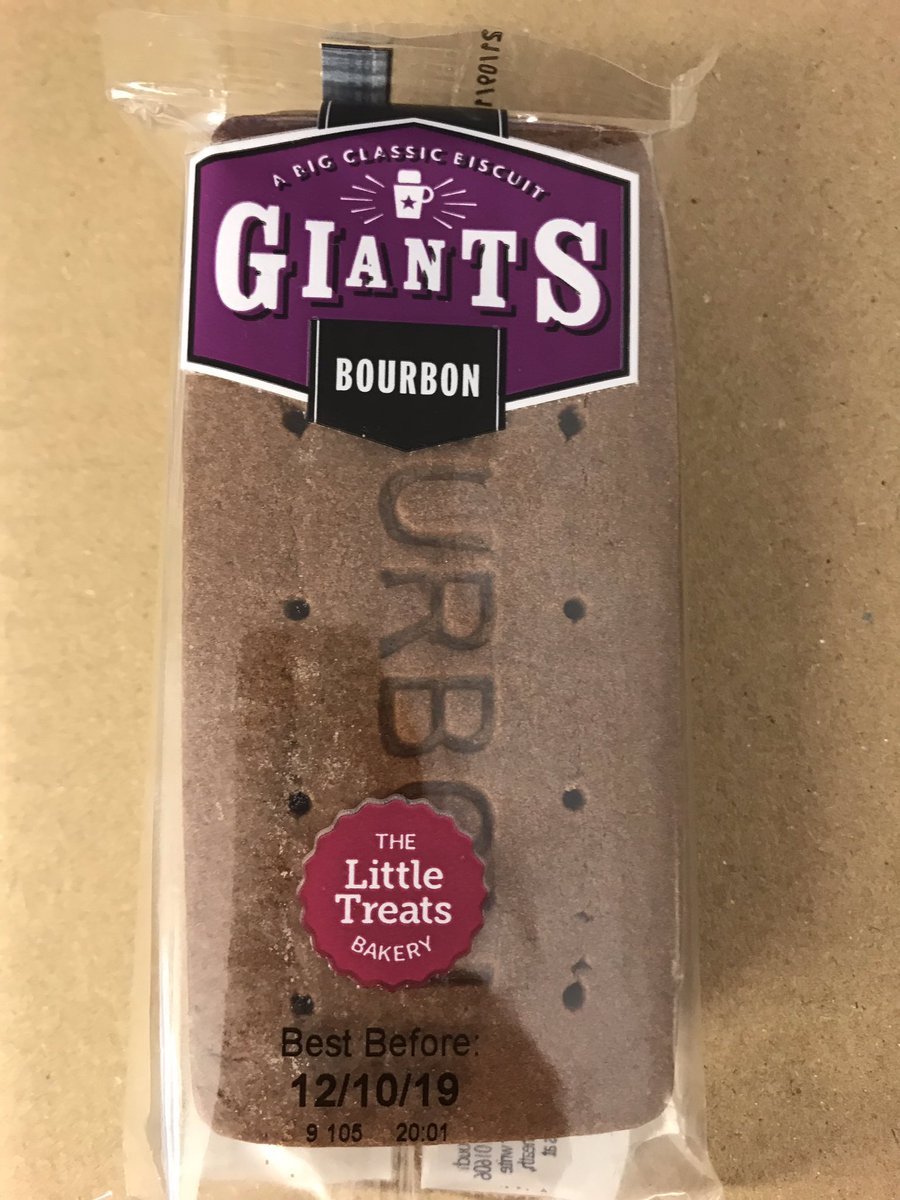 A BIG CLASSIC BISCUIT
GIANTS
BOURBON
URBO
THE
Little
Treats
BAKERY
Best Before:
12/10/19
9 105 20:01